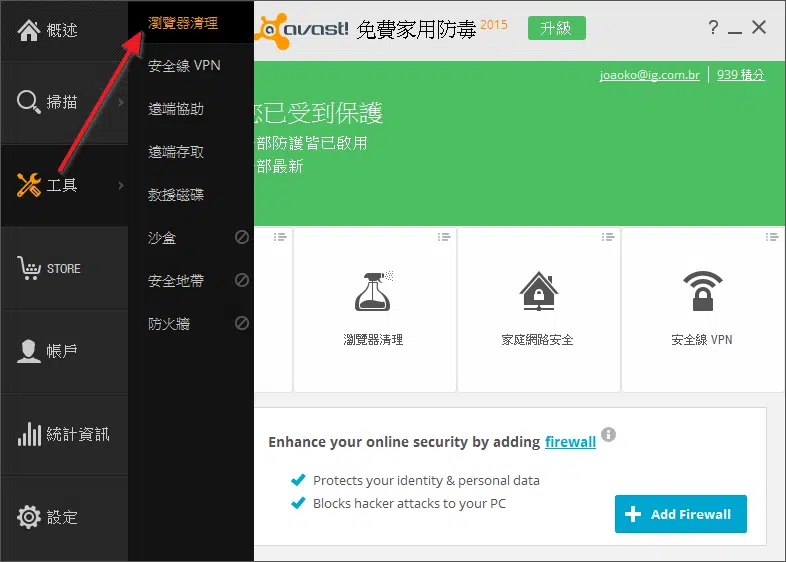 概述
掃描
工具
STORE
帳戶
統計資訊
設定
瀏覽器清理
安全線 VPN
遠端協助
遠端存取
救援磁碟
沙盒
安全地帶
防火牆
avast! 免費家用防毒 2015
升級
?
joaoko@ig.com.br | 939 積分
您已受到保護
部防護皆已啟用
部最新
瀏覽器清理
家庭網路安全
安全線 VPN
Enhance your online security by adding firewall
Protects your identity & personal data
Blocks hacker attacks to your PC
Add Firewall